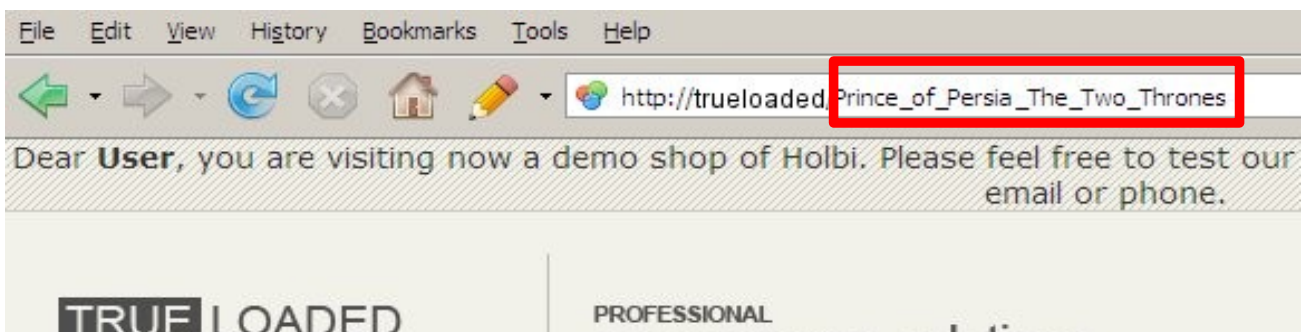 File Edit View History Bookmarks Tools Help
http://trueloaded/Prince_of_Persia_The_Two_Thrones
Dear User, you are visiting now a demo shop of Holbi. Please feel free to test our
email or phone.
PROFESSIONAL
TRUE LOADED